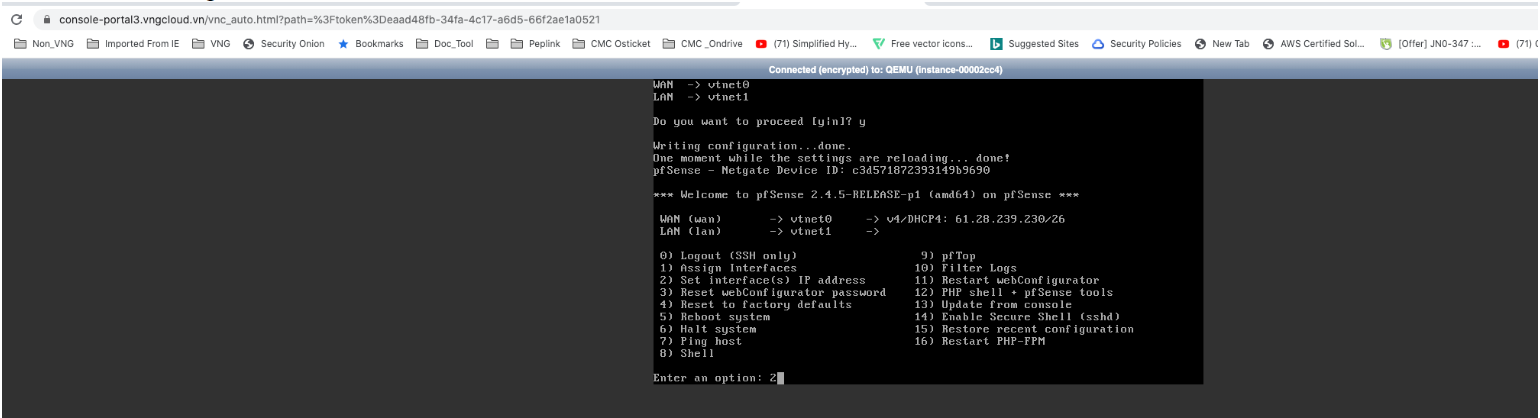 console-portal3.vngcloud.vn/vnc_auto.html?path=%3Ftoken%3Deaad48fb-34fa-4c17-a6d5-66f2ae1a0521
Non_VNG Imported From IE VNG Security Onion Bookmarks Doc_Tool Peplink CMC Osticket CMC _Ondrive (71) Simplified Hy... Free vector icons... Suggested Sites Security Policies New Tab AWS Certified Sol... [Offer] JN0-347 :... (71)
Connected (encrypted) to: QEMU (instance-00002cc4)
WAN -> vtnet0
LAN -> vtnet1
Do you want to proceed [y|n]? y
Writing configuration...done.
One moment while the settings are reloading... done!
pfSense - Netgate Device ID: c3d571872393149b9690
*** Welcome to pfSense 2.4.5-RELEASE-p1 (amd64) on pfSense ***
WAN (wan) -> vtnet0 -> v4/DHCP4: 61.28.239.230/26
LAN (lan) -> vtnet1 ->
0) Logout (SSH only) 9) pfTop
1) Assign Interfaces 10) Filter Logs
2) Set interface(s) IP address 11) Restart webConfigurator
3) Reset webConfigurator password 12) PHP shell + pfSense tools
4) Reset to factory defaults 13) Update from console
5) Reboot system 14) Enable Secure Shell (sshd)
6) Halt system 15) Restore recent configuration
7) Ping host 16) Restart PHP-FPM
8) Shell
Enter an option: 2